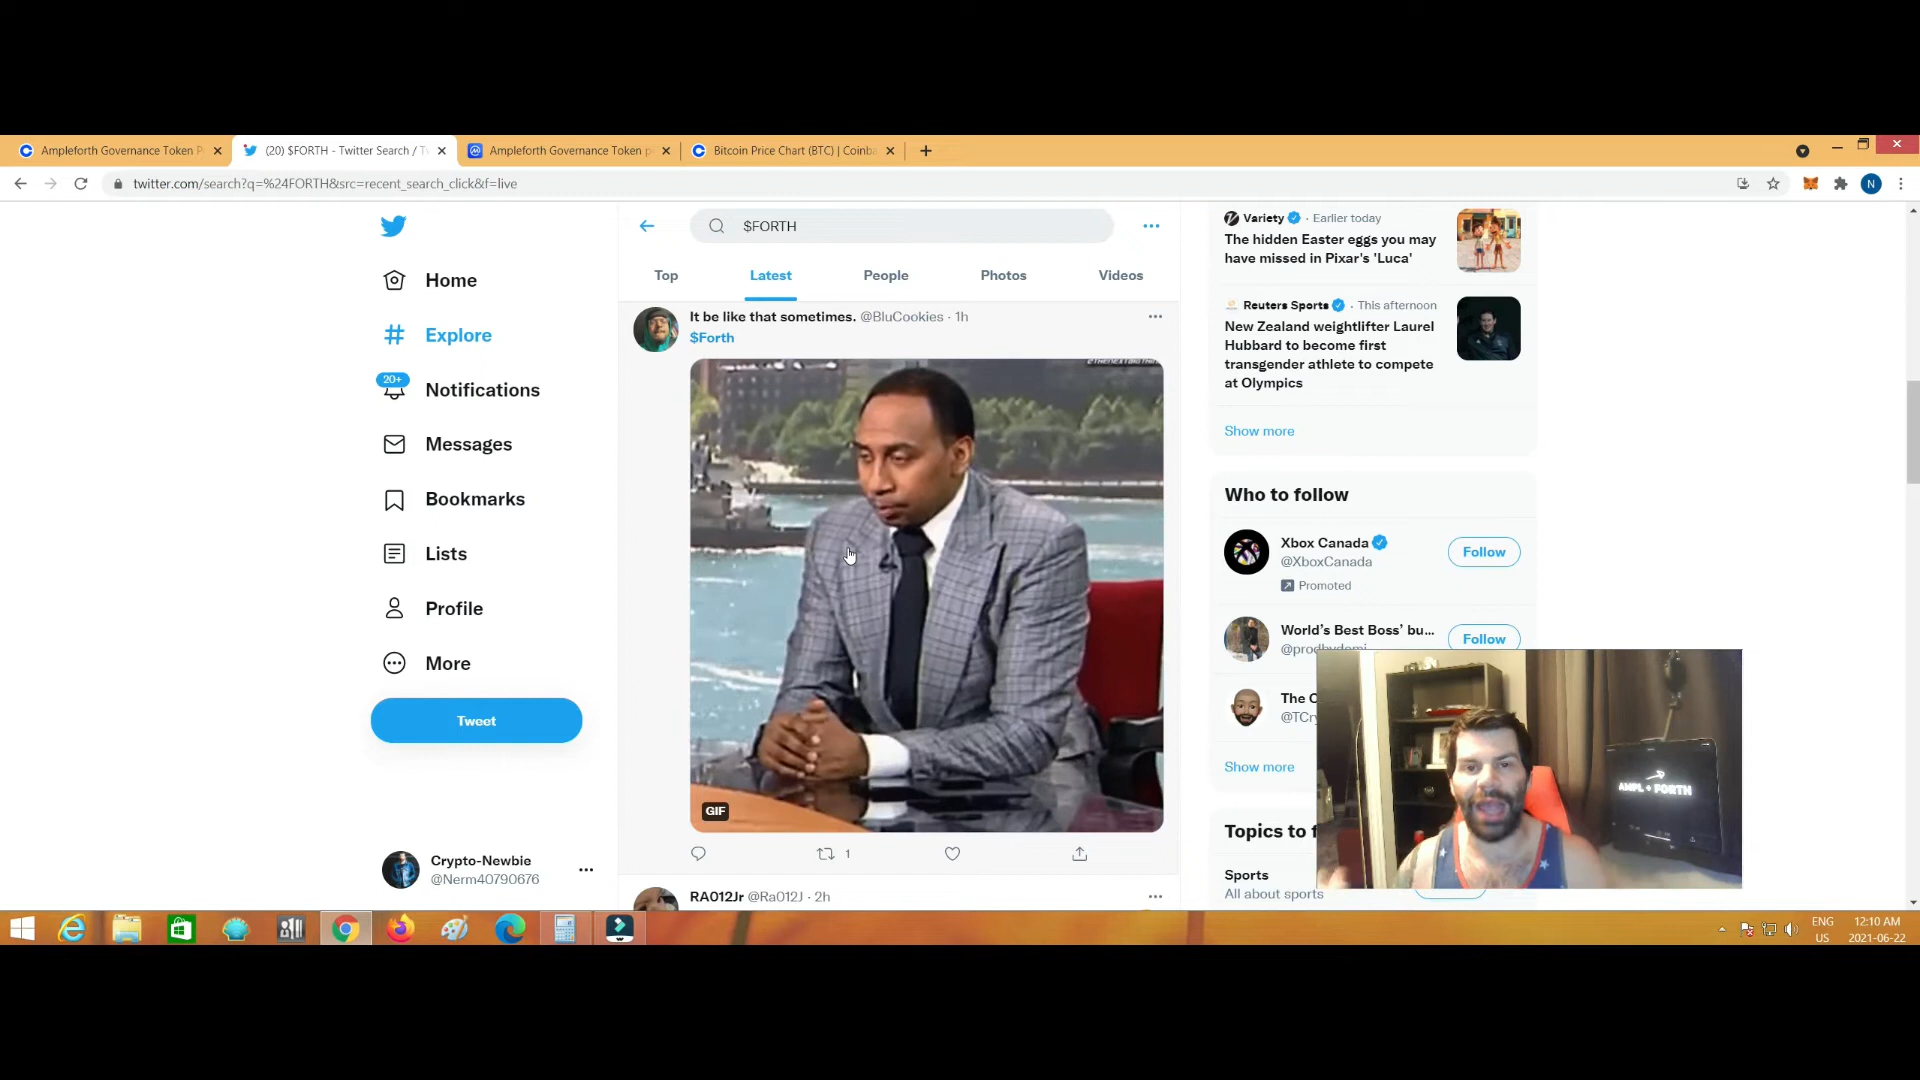 Ampleforth Governance Token P
(20) $FORTH - Twitter Search / Tw
Ampleforth Governance Token p
Bitcoin Price Chart (BTC) | Coinba
twitter.com/search?q=%24FORTH&src=recent_search_click&f=live
N
$FORTH
Top
Latest
People
Photos
Videos
Home
Explore
20+
Notifications
Messages
Bookmarks
Lists
Profile
More
Tweet
Crypto-Newbie
@Nerm40790676
It be like that sometimes. @BluCookies · 1h
$Forth
GIF
1
RA012Jr @Ra012J · 2h
Variety · Earlier today
The hidden Easter eggs you may
have missed in Pixar's 'Luca'
Reuters Sports · This afternoon
New Zealand weightlifter Laurel
Hubbard to become first
transgender athlete to compete
at Olympics
Show more
Who to follow
Xbox Canada
@XboxCanada
Follow
Promoted
World's Best Boss' bu...
Follow
The C
@TCry
Show more
AMPL + FORTH
Topics to f
Sports
All about sports
ENG
US
12:10 AM
2021-06-22